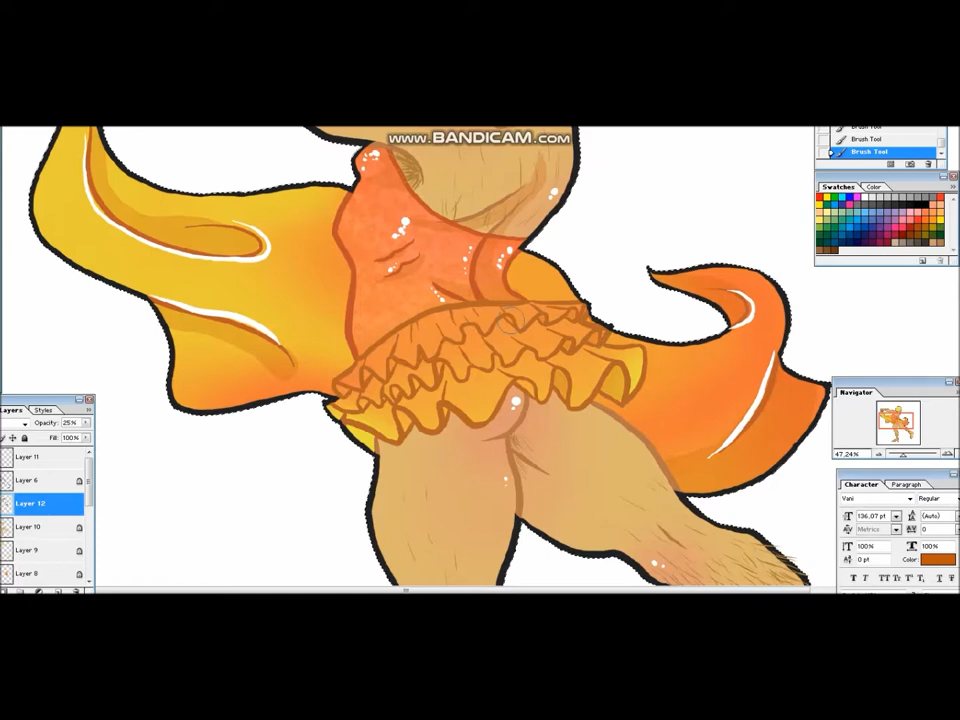 www.BANDICAM.com
Brush Tool
Brush Tool
Swatches
Color
Layers
Styles
Opacity: 25%
Fill: 100%
Layer 11
Layer 6
Layer 12
Layer 10
Layer 9
Layer 8
Navigator
47,24%
Character
Paragraph
Vani
Regular
136,07 pt
(Auto)
Metrics
0
100%
100%
0 pt
Color:
T T TT Tr T' T, T T